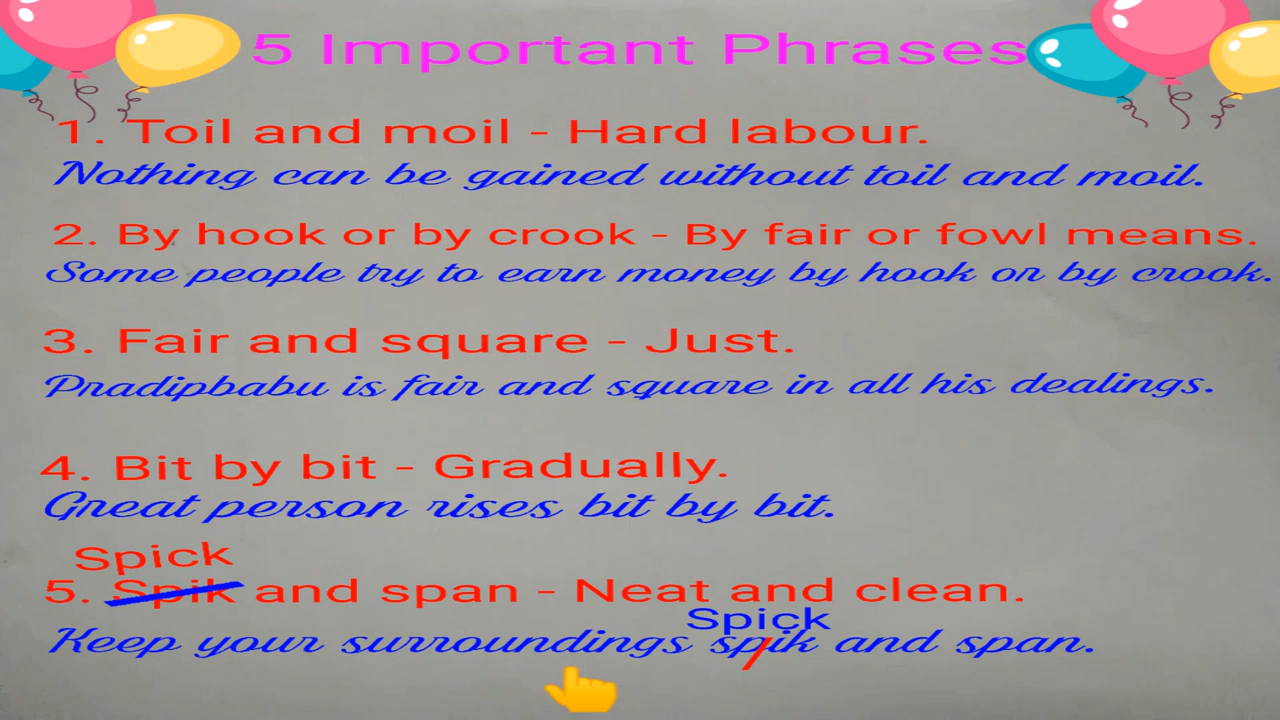 5 Important Phrases
1. Toil and moil - Hard labour.
Nothing can be gained without toil and moil.
2. By hook or by crook - By fair or fowl means.
Some people try to earn money by hook or by crook.
3. Fair and square - Just.
Pradipbabu is fair and square in all his dealings.
4. Bit by bit - Gradually.
Great person rises bit by bit.
Spick
5. Spik and span - Neat and clean.
Spick
Keep your surroundings spik and span.